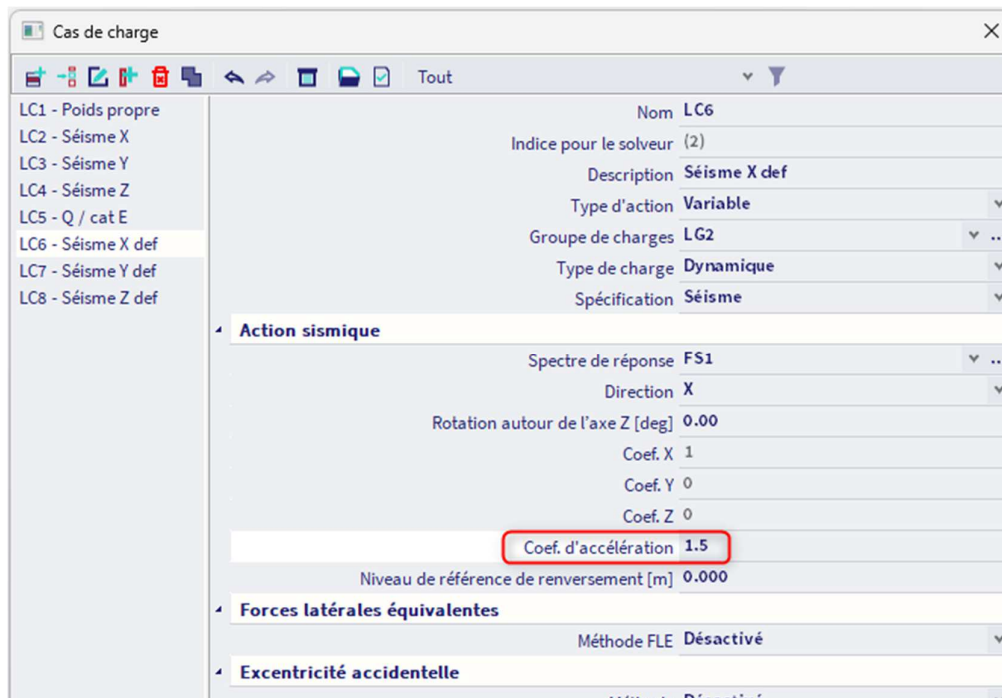 Cas de charge
Tout
LC1 - Poids propre
LC2 - Séisme X
LC3 - Séisme Y
LC4 - Séisme Z
LC5 - Q / cat E
LC6 - Séisme X def
LC7 - Séisme Y def
LC8 - Séisme Z def
Nom LC6
Indice pour le solveur (2)
Description Séisme X def
Type d'action Variable
Groupe de charges LG2
Type de charge Dynamique
Spécification Séisme
Action sismique
Spectre de réponse FS1
Direction X
Rotation autour de l'axe Z [deg] 0.00
Coef. X 1
Coef. Y 0
Coef. Z 0
Coef. d'accélération 1.5
Niveau de référence de renversement [m] 0.000
Forces latérales équivalentes
Méthode FLE Désactivé
Excentricité accidentelle